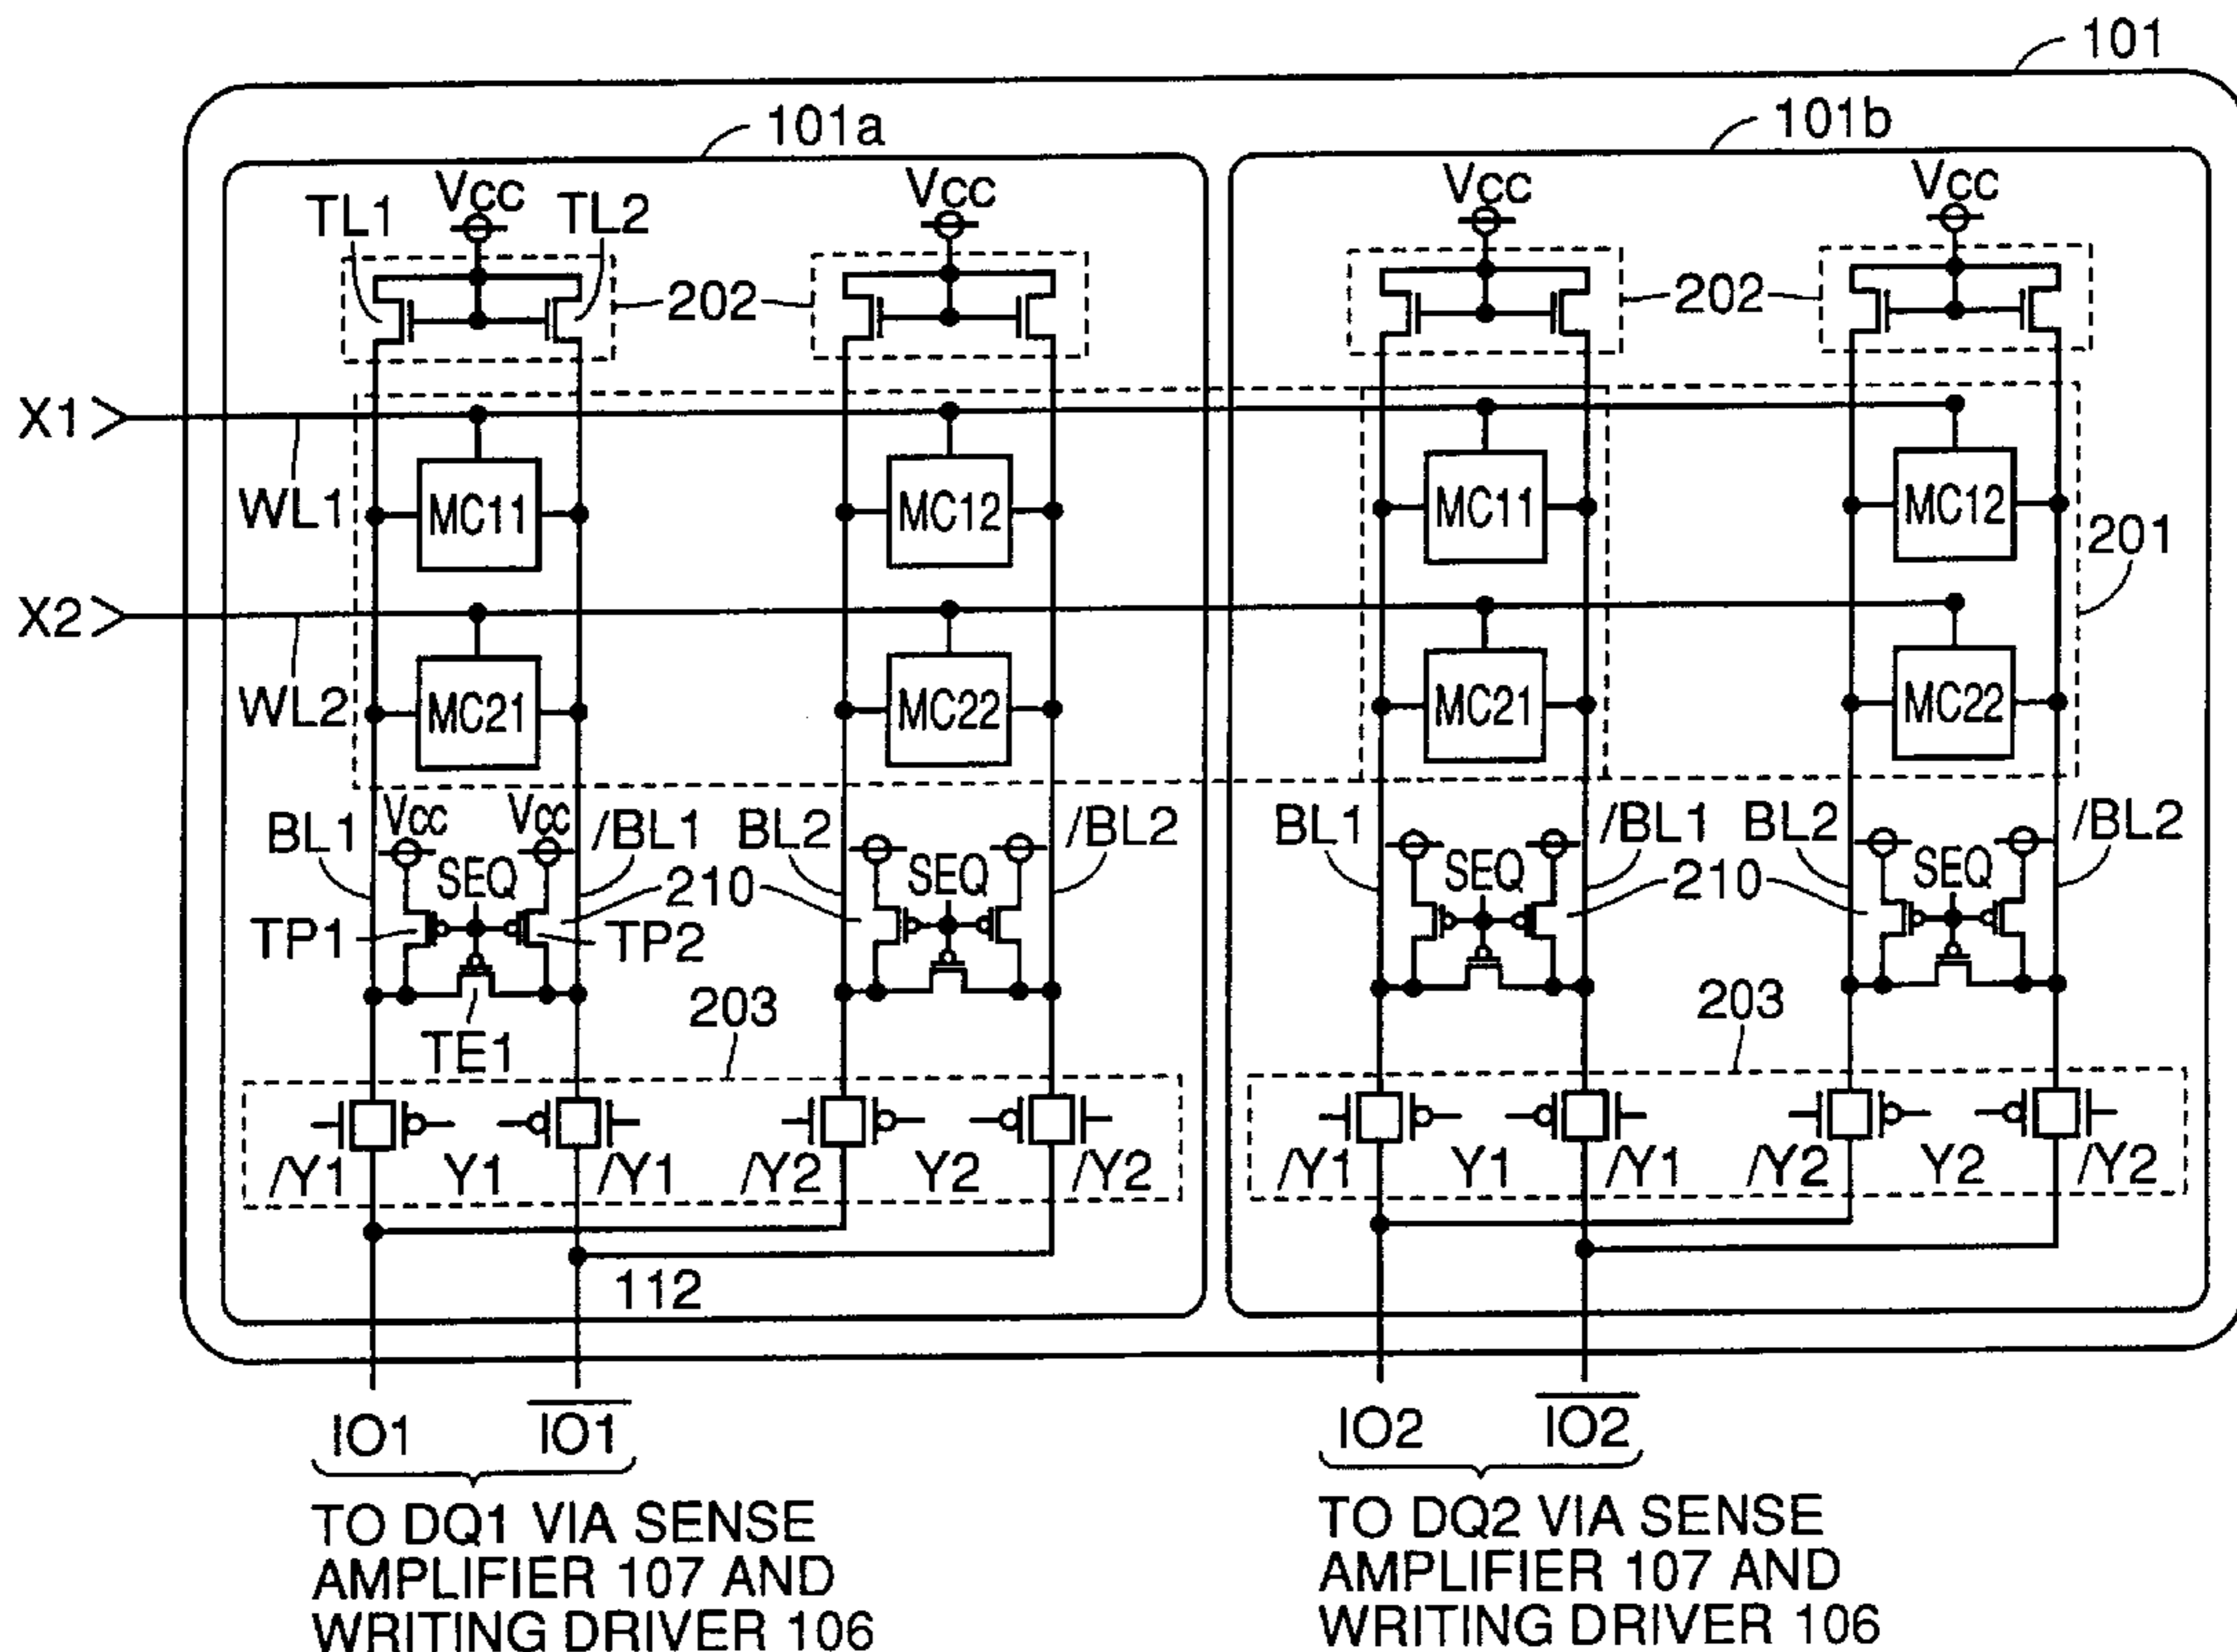 101
101a
101b
TL1 Vcc TL2 Vcc Vcc Vcc
202 202
X1
WL1 MC11 MC12 MC11 MC12
201
X2
WL2 MC21 MC22 MC21 MC22
BL1 Vcc Vcc /BL1 BL2 /BL2 BL1 /BL1 BL2 /BL2
SEQ 210 SEQ SEQ 210 SEQ
TP1 TP2
TE1 203 203
/Y1 Y1 /Y1 /Y2 Y2 /Y2 /Y1 Y1 /Y1 /Y2 Y2 /Y2
112
IO1 I̅O̅1̅ IO2 I̅O̅2̅
TO DQ1 VIA SENSE
AMPLIFIER 107 AND
WRITING DRIVER 106
TO DQ2 VIA SENSE
AMPLIFIER 107 AND
WRITING DRIVER 106